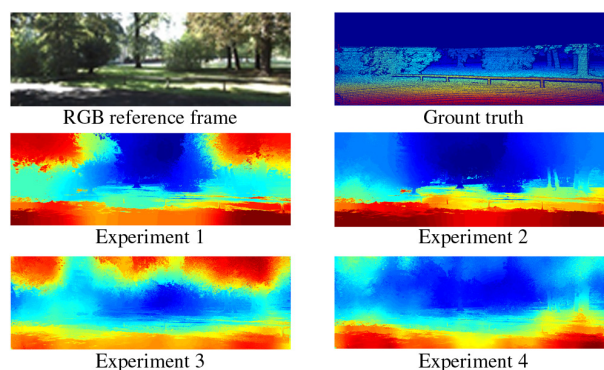 RGB reference frame
Grount truth
Experiment 1
Experiment 2
Experiment 3
Experiment 4